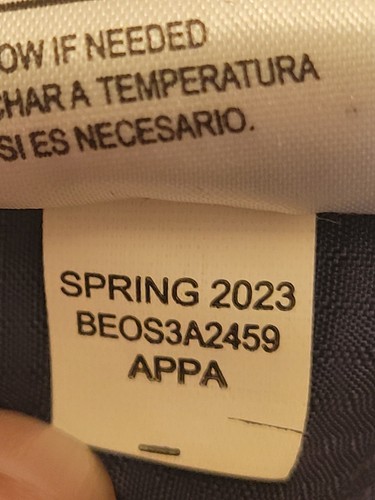 OW IF NEEDED
CHAR A TEMPERATURA
SI ES NECESARIO.
SPRING 2023
BEOS3A2459
APPA